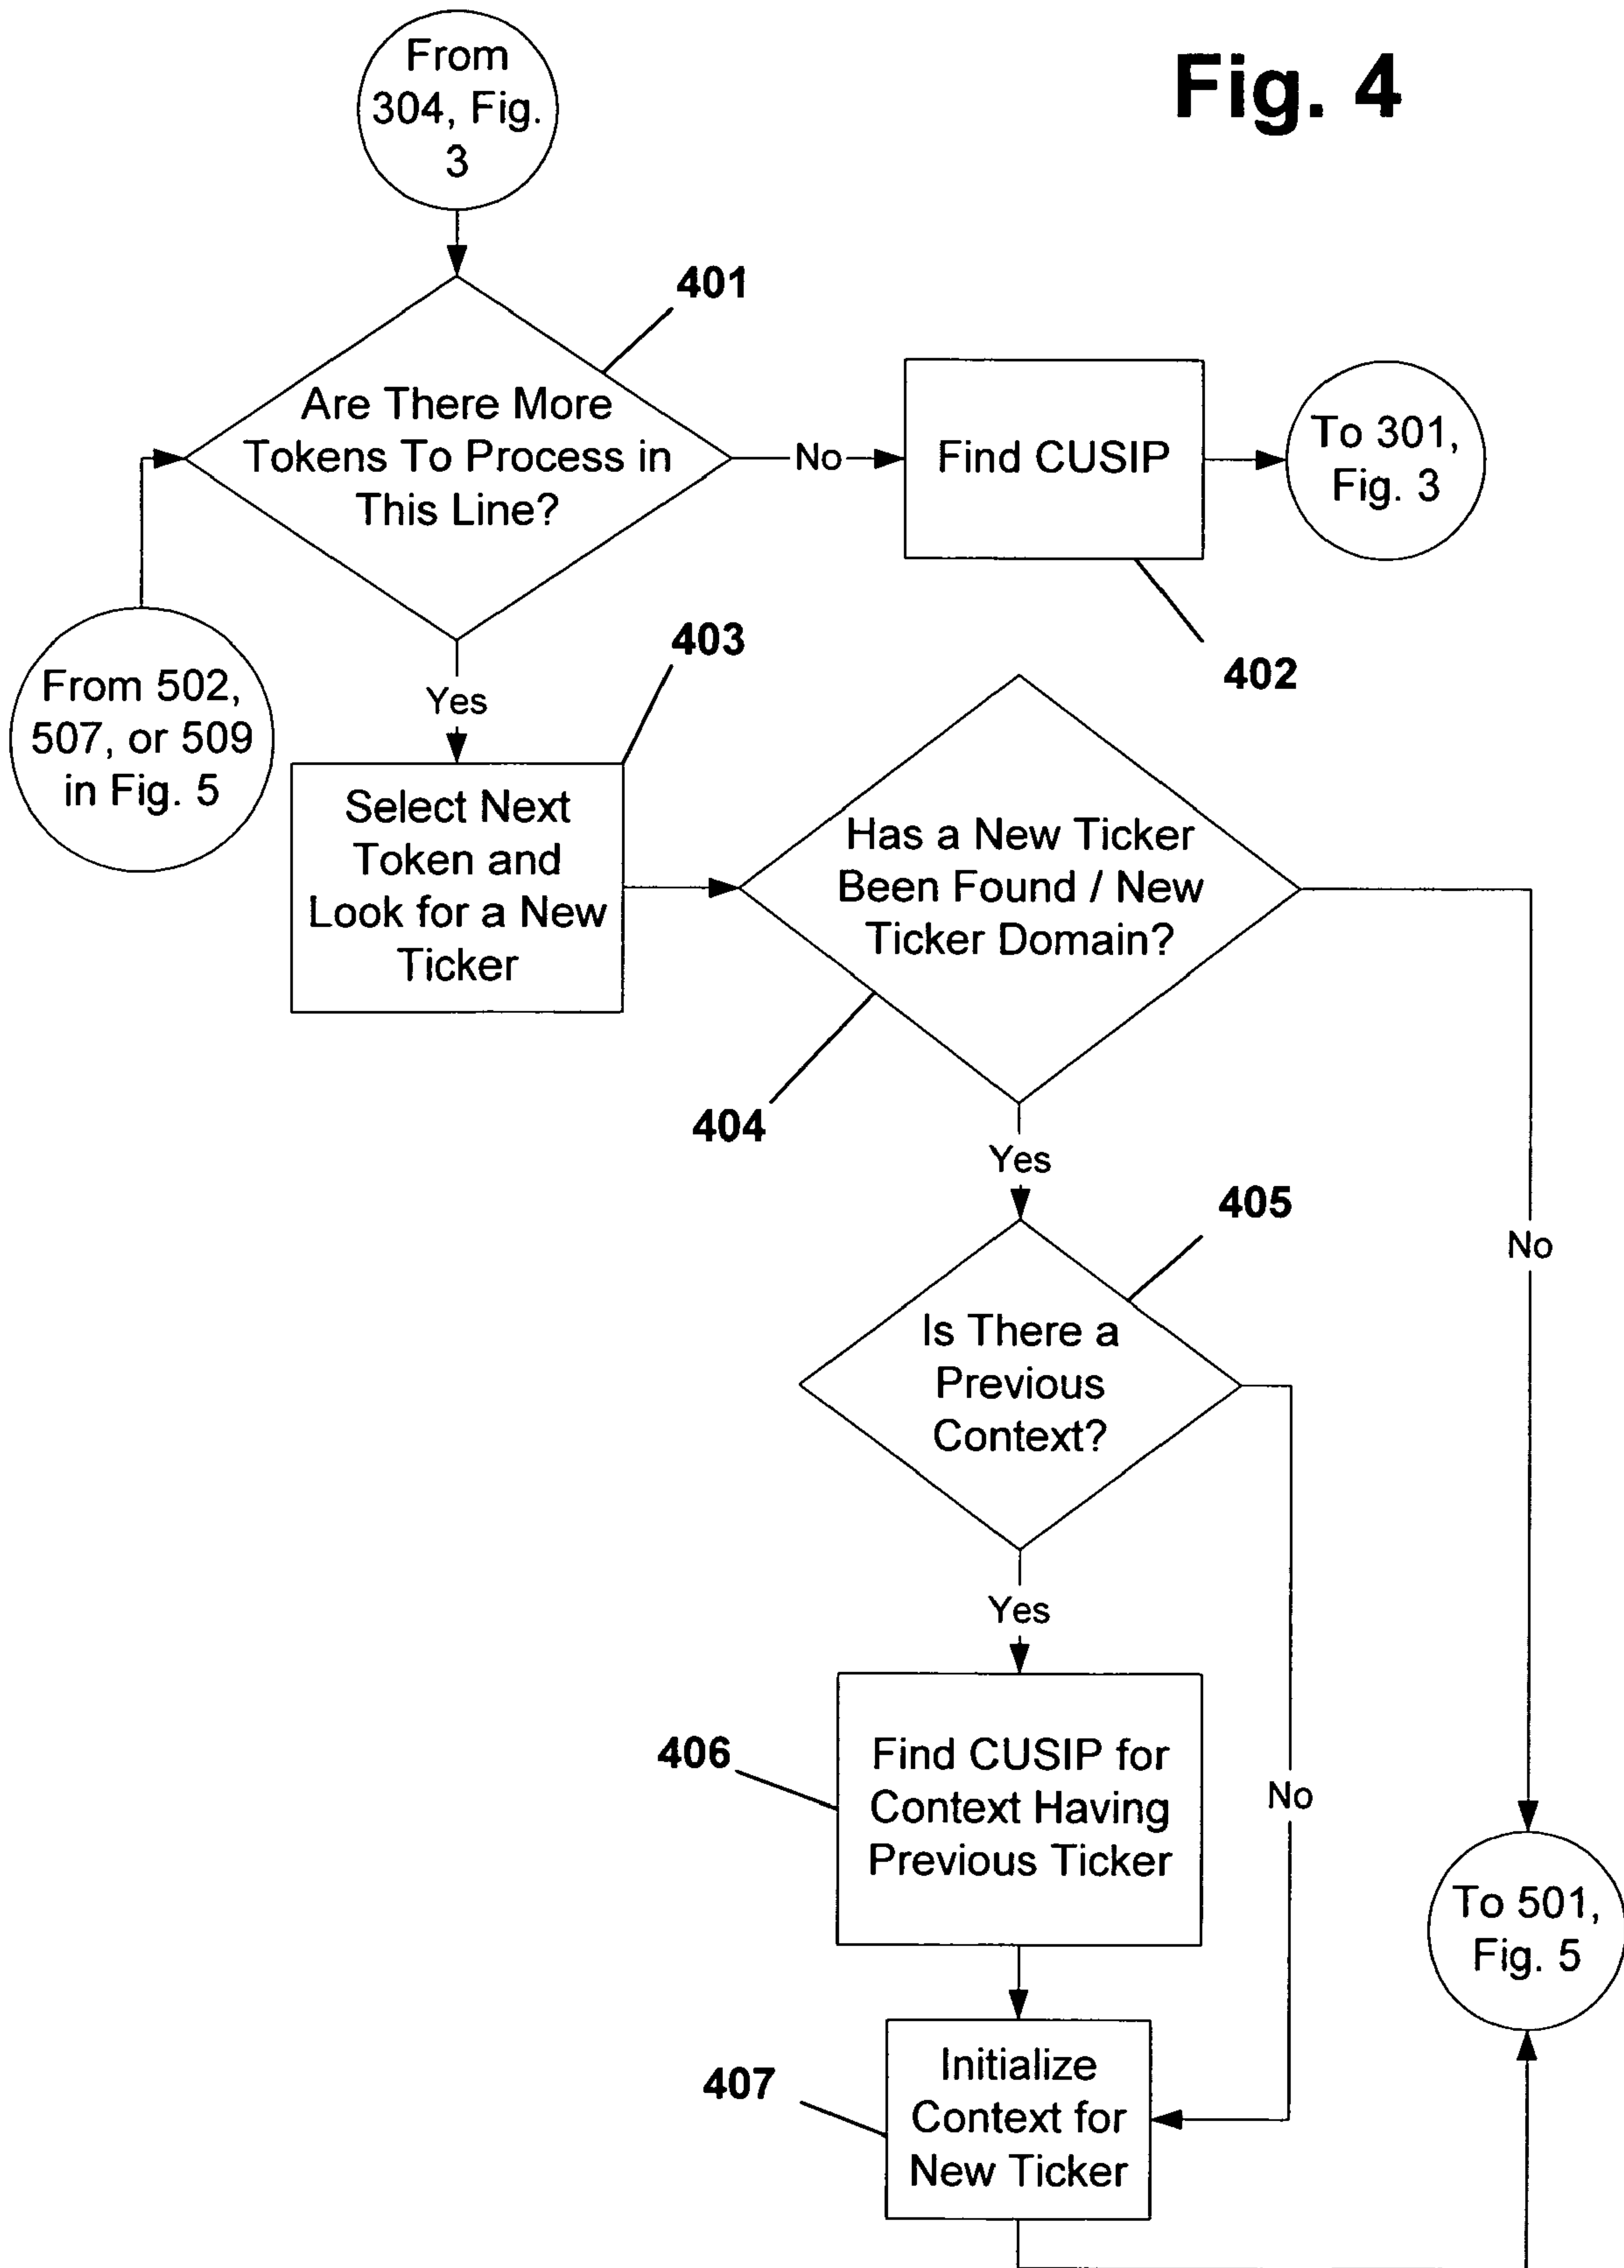 Fig. 4
From
304, Fig.
3
401
Are There More
Tokens To Process in
This Line?
No
Find CUSIP
To 301,
Fig. 3
402
From 502,
507, or 509
in Fig. 5
Yes
403
Select Next
Token and
Look for a New
Ticker
Has a New Ticker
Been Found / New
Ticker Domain?
404
Yes
No
405
Is There a
Previous
Context?
Yes
No
406
Find CUSIP for
Context Having
Previous Ticker
To 501,
Fig. 5
407
Initialize
Context for
New Ticker